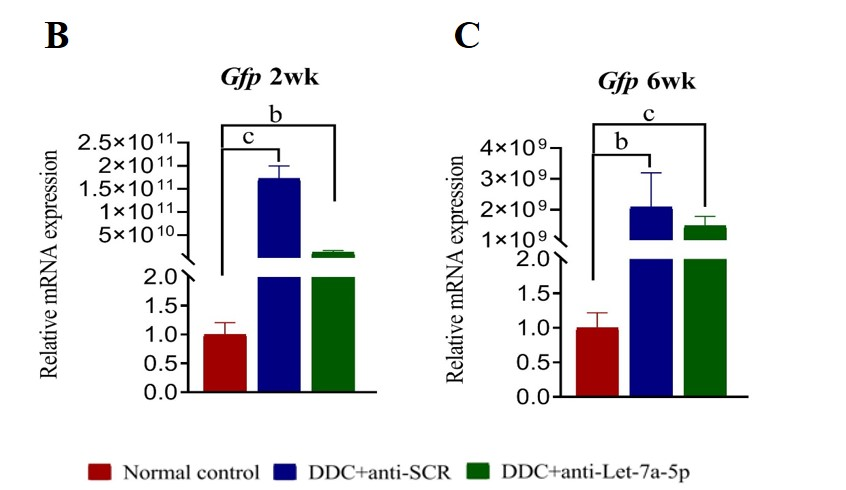 B
Gfp 2wk
b
c
2.5×10¹¹
2×10¹¹
1.5×10¹¹
1×10¹¹
5×10¹⁰
2.0
1.5
1.0
0.5
0.0
Relative mRNA expression
C
Gfp 6wk
c
b
4×10⁹
3×10⁹
2×10⁹
1×10⁹
2.0
1.5
1.0
0.5
0.0
Relative mRNA expression
Normal control DDC+anti-SCR DDC+anti-Let-7a-5p